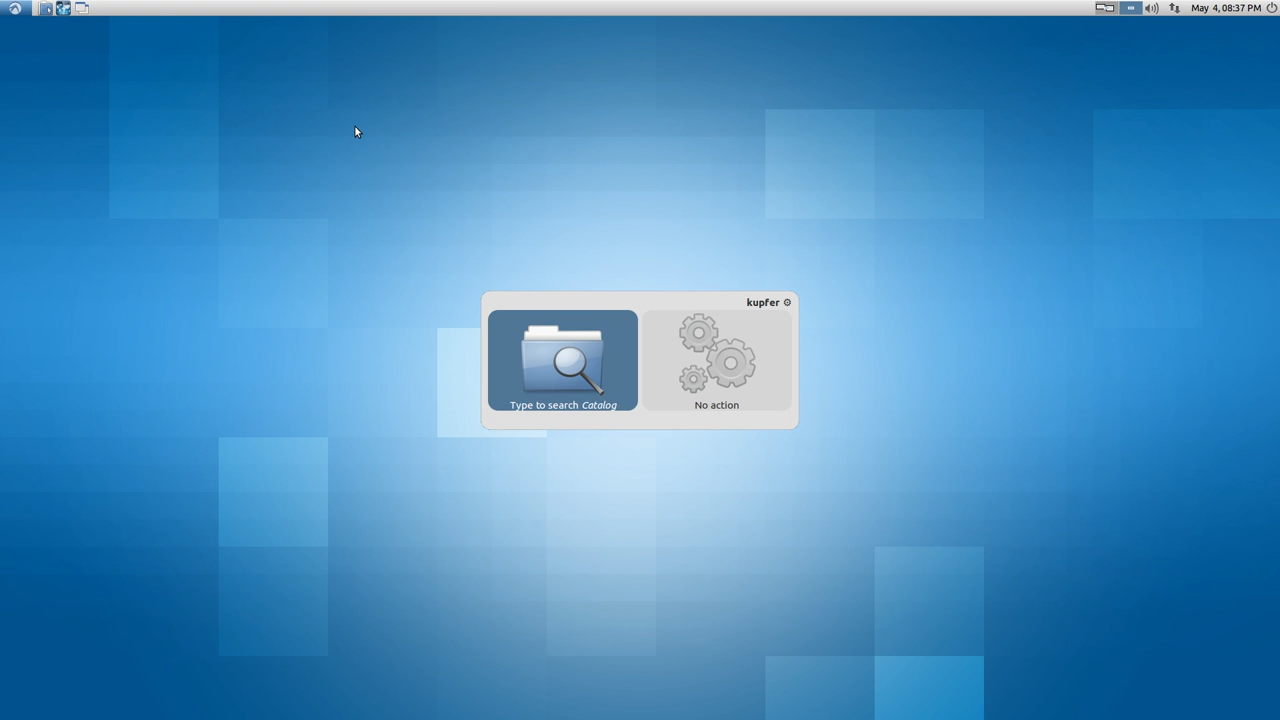 May 4, 08:37 PM
kupfer
Type to search Catalog
No action